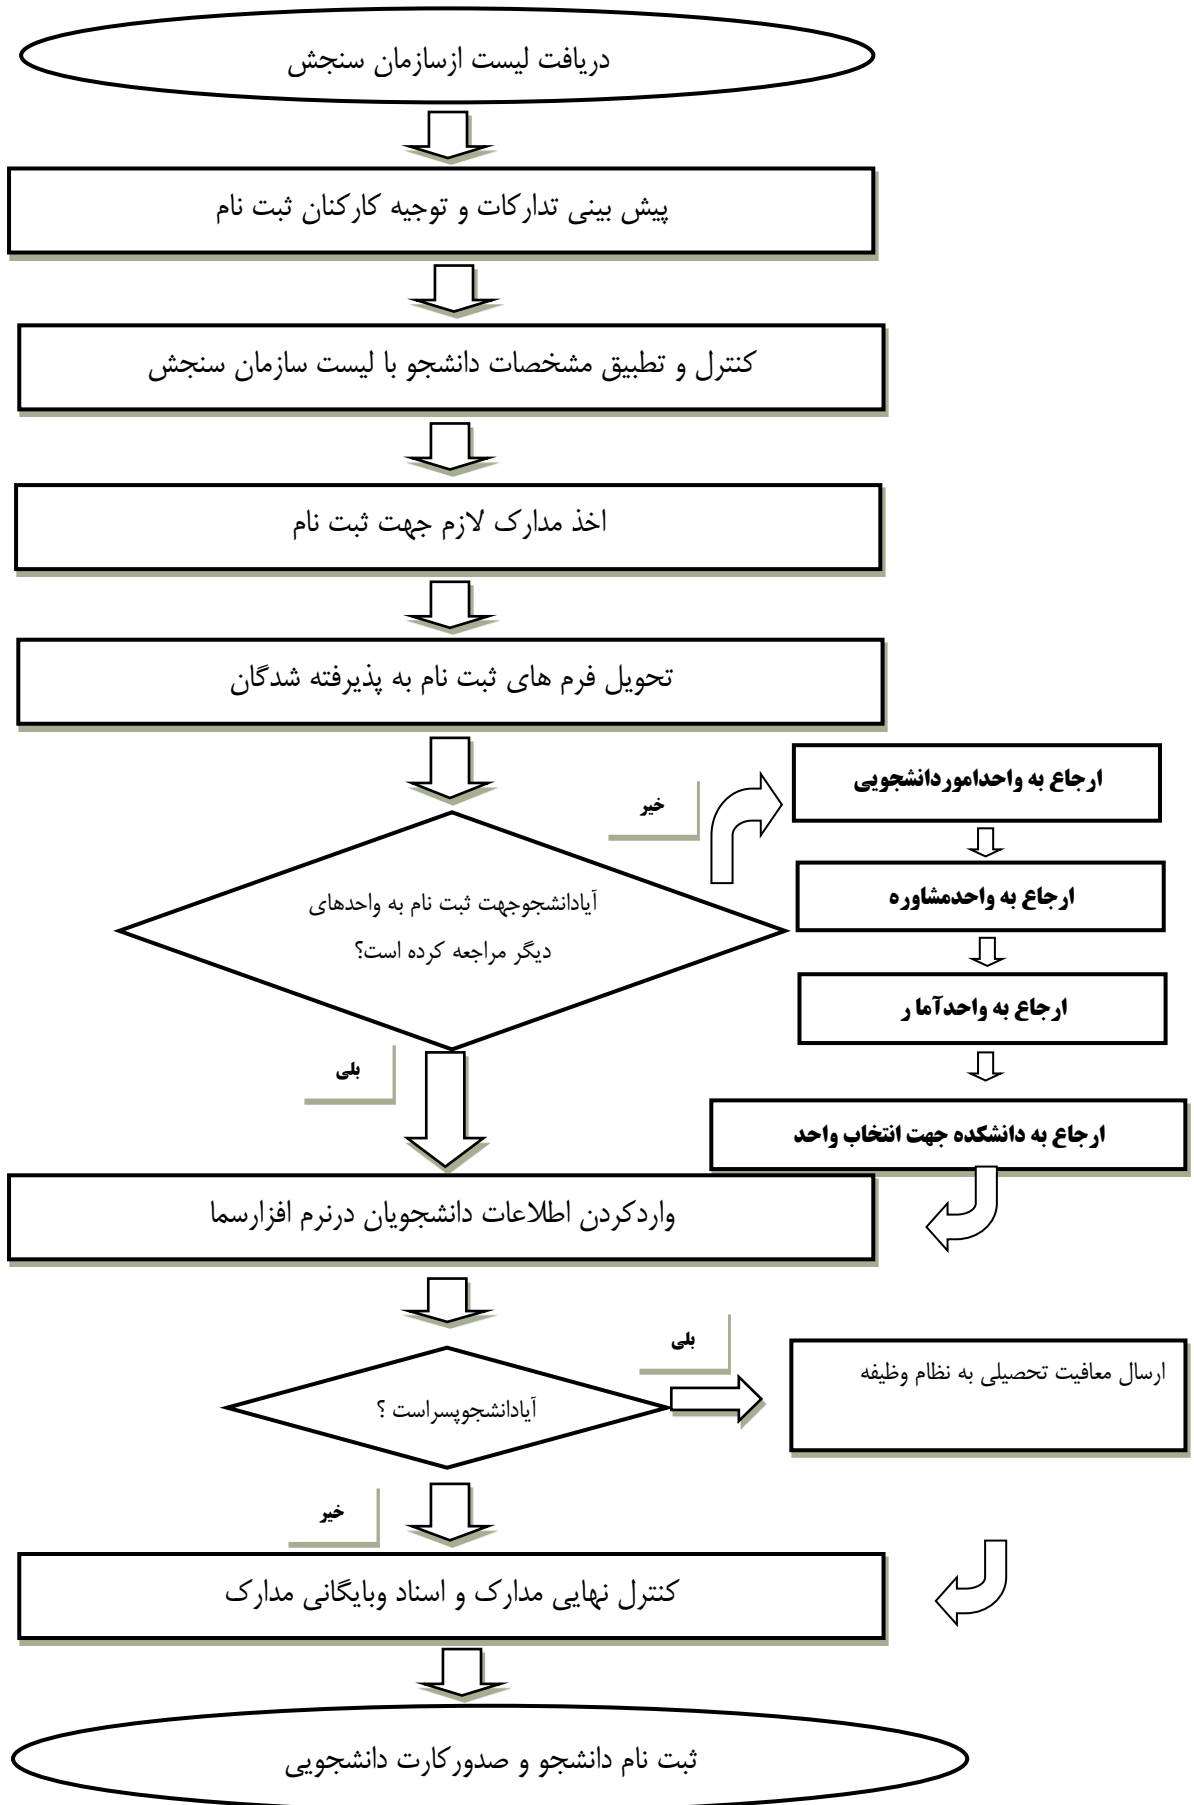 دریافت لیست ازسازمان سنجش
پیش بینی تدارکات و توجیه کارکنان ثبت نام
کنترل و تطبیق مشخصات دانشجو با لیست سازمان سنجش
اخذ مدارک لازم جهت ثبت نام
تحویل فرم های ثبت نام به پذیرفته شدگان
خیر
ارجاع به واحداموردانشجویی
ارجاع به واحدمشاوره
ارجاع به واحدآما ر
ارجاع به دانشکده جهت انتخاب واحد
آیادانشجوجهت ثبت نام به واحدهای
دیگر مراجعه کرده است؟
بلی
واردکردن اطلاعات دانشجویان درنرم افزارسما
بلی
ارسال معافیت تحصیلی به نظام وظیفه
آیادانشجوپسراست ؟
خیر
کنترل نهایی مدارک و اسناد وبایگانی مدارک
ثبت نام دانشجو و صدورکارت دانشجویی